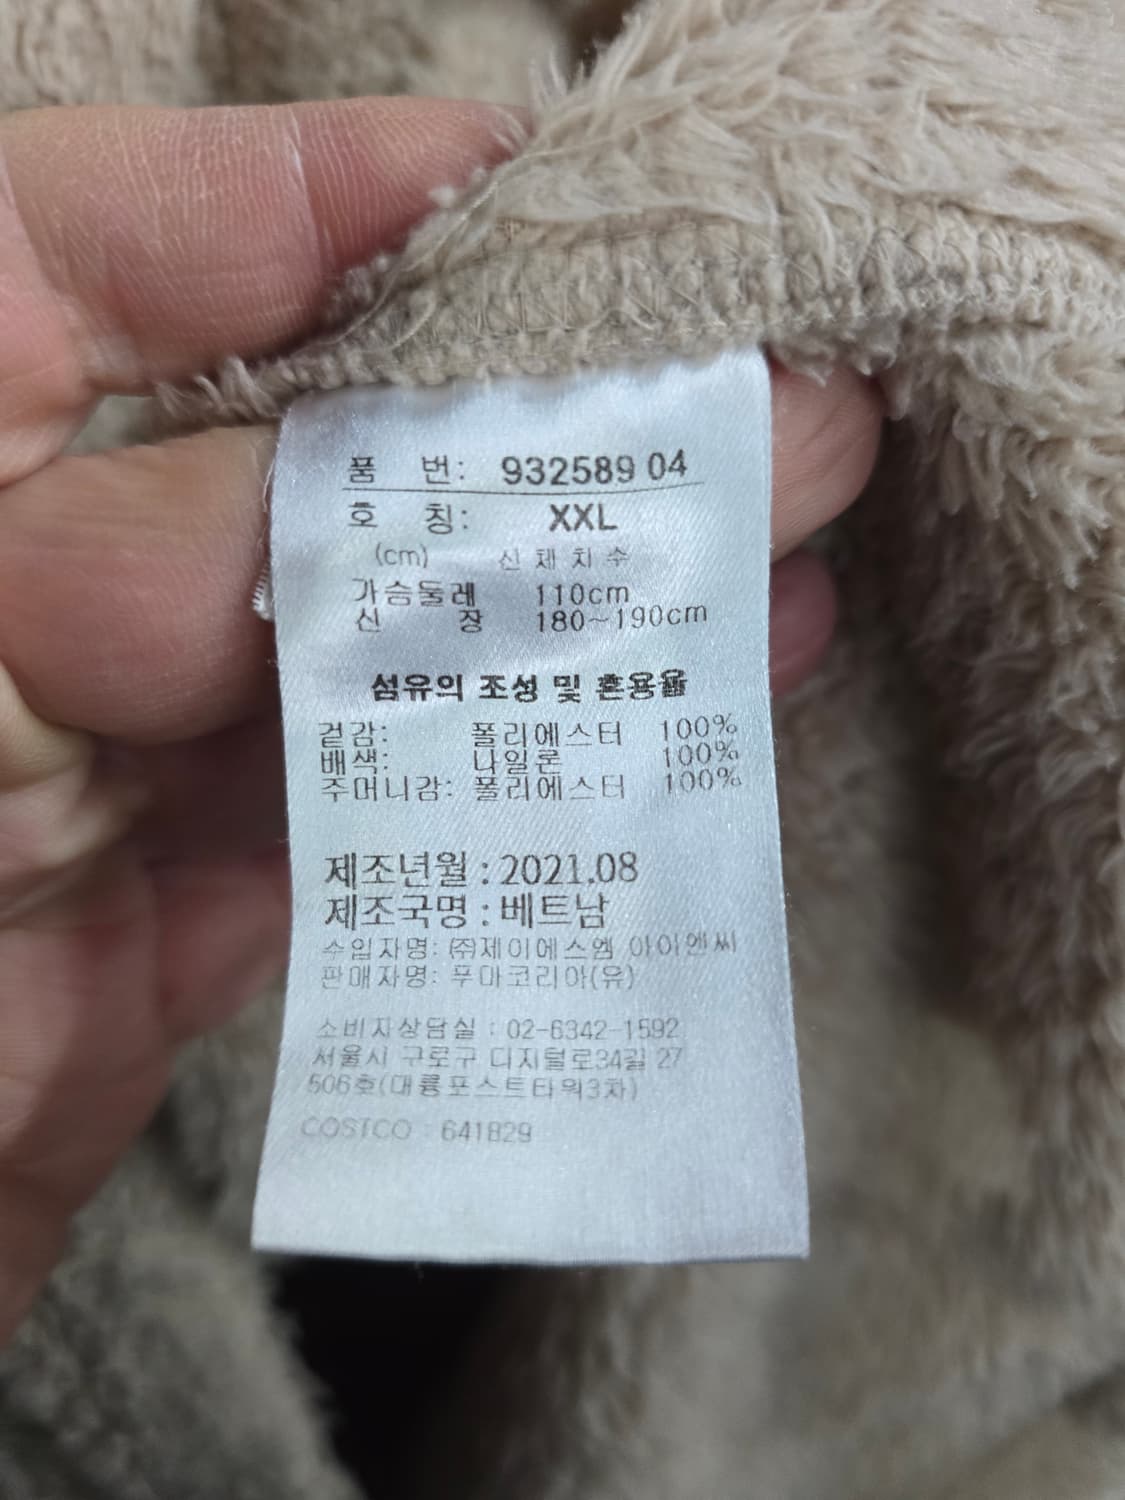 품 번: 932589 04
호 칭: XXL
(cm) 신체치수
가슴둘레 110cm
신 장 180~190cm
섬유의 조성 및 혼용율
겉감: 폴리에스터 100%
배색: 나일론 100%
주머니감: 폴리에스터 100%
제조년월 : 2021.08
제조국명 : 베트남
수입자명: ㈜제이에스엠 아이엔씨
판매자명: 푸마코리아(유)
소비자상담실 : 02-6342-1592
서울시 구로구 디지털로34길 27
506호(대륭포스트타워3차)
COSTCO : 641829